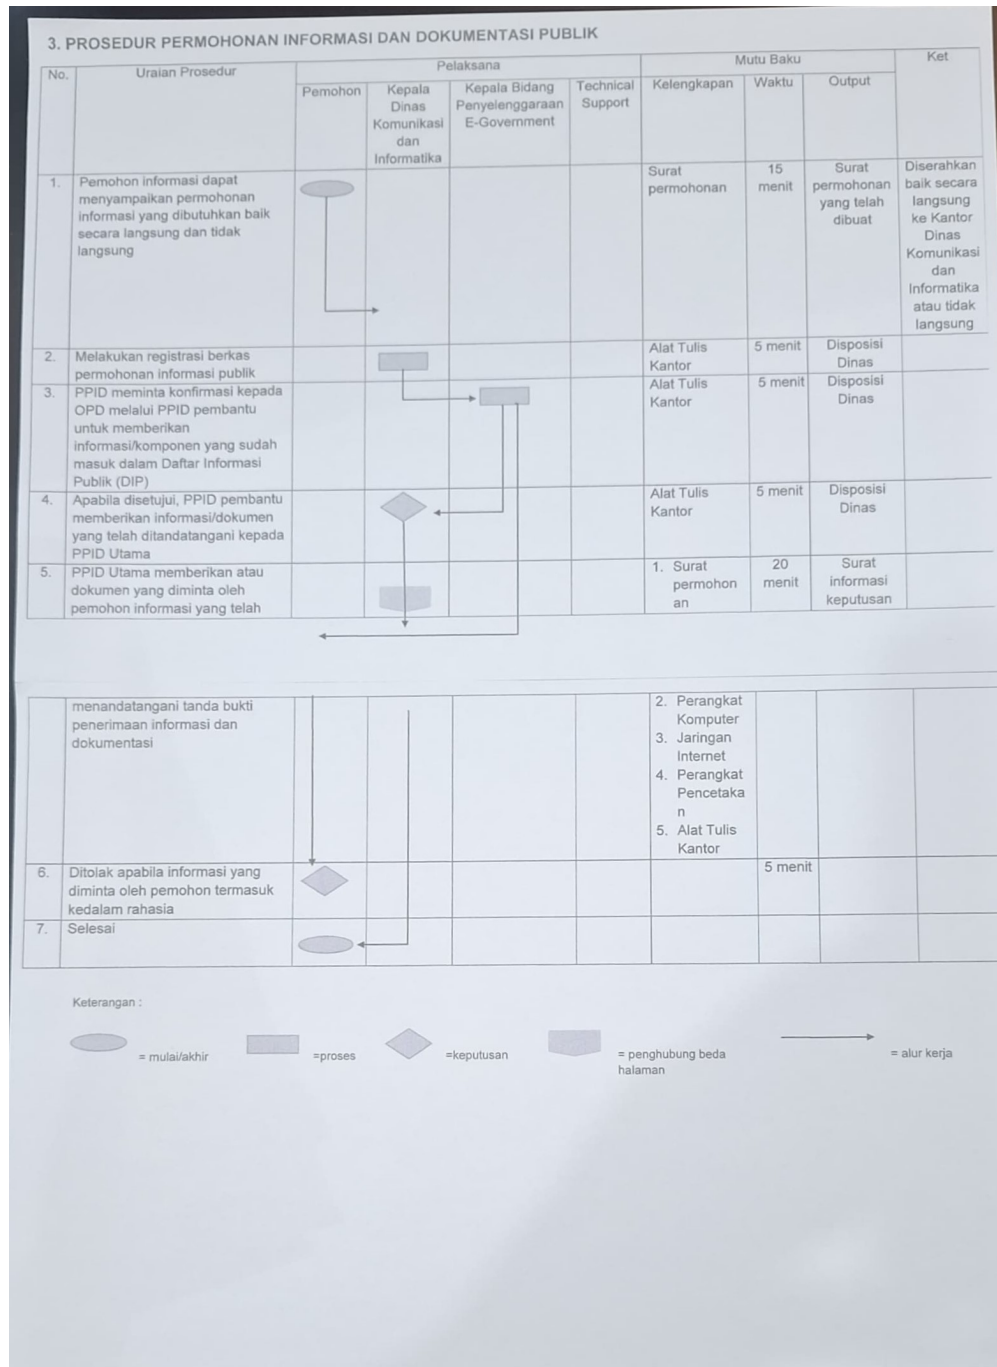 3. PROSEDUR PERMOHONAN INFORMASI DAN DOKUMENTASI PUBLIK
No.
Uraian Prosedur
Pelaksana
Mutu Baku
Ket
Pemohon
Kepala
Dinas
Komunikasi
dan
Informatika
Kepala Bidang
Penyelenggaraan
E-Government
Technical
Support
Kelengkapan
Waktu
Output
1.
Pemohon informasi dapat
menyampaikan permohonan
informasi yang dibutuhkan baik
secara langsung dan tidak
langsung
Surat
permohonan
15
menit
Surat
permohonan
yang telah
dibuat
Diserahkan
baik secara
langsung
ke Kantor
Dinas
Komunikasi
dan
Informatika
atau tidak
langsung
2.
Melakukan registrasi berkas
permohonan informasi publik
Alat Tulis
Kantor
5 menit
Disposisi
Dinas
3.
PPID meminta konfirmasi kepada
OPD melalui PPID pembantu
untuk memberikan
informasi/komponen yang sudah
masuk dalam Daftar Informasi
Publik (DIP)
Alat Tulis
Kantor
5 menit
Disposisi
Dinas
4.
Apabila disetujui, PPID pembantu
memberikan informasi/dokumen
yang telah ditandatangani kepada
PPID Utama
Alat Tulis
Kantor
5 menit
Disposisi
Dinas
5.
PPID Utama memberikan atau
dokumen yang diminta oleh
pemohon informasi yang telah
1. Surat
permohon
an
20
menit
Surat
informasi
keputusan
menandatangani tanda bukti
penerimaan informasi dan
dokumentasi
2. Perangkat
Komputer
3. Jaringan
Internet
4. Perangkat
Pencetaka
n
5. Alat Tulis
Kantor
6.
Ditolak apabila informasi yang
diminta oleh pemohon termasuk
kedalam rahasia
5 menit
7.
Selesai
Keterangan :
= mulai/akhir
=proses
=keputusan
= penghubung beda
halaman
= alur kerja